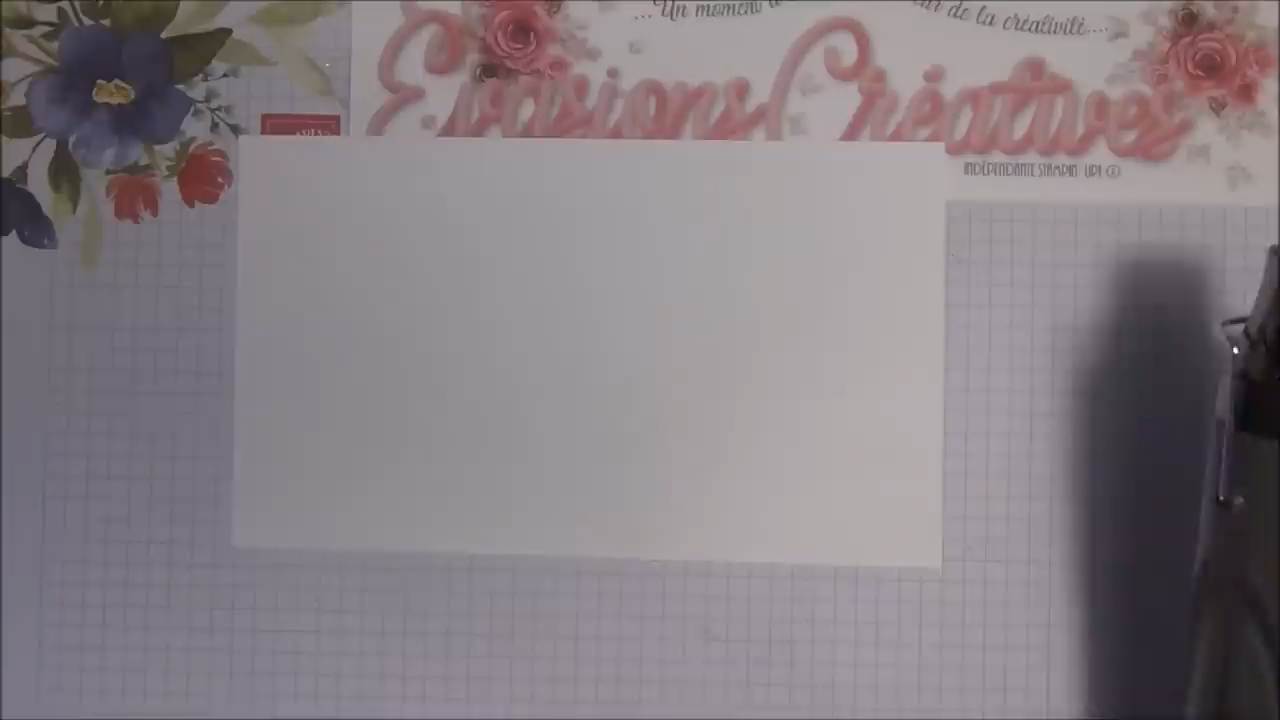 ...Un moment
de la créativité....
Evasions Créatives
INDÉPENDANTE STAMPIN' UP! ®